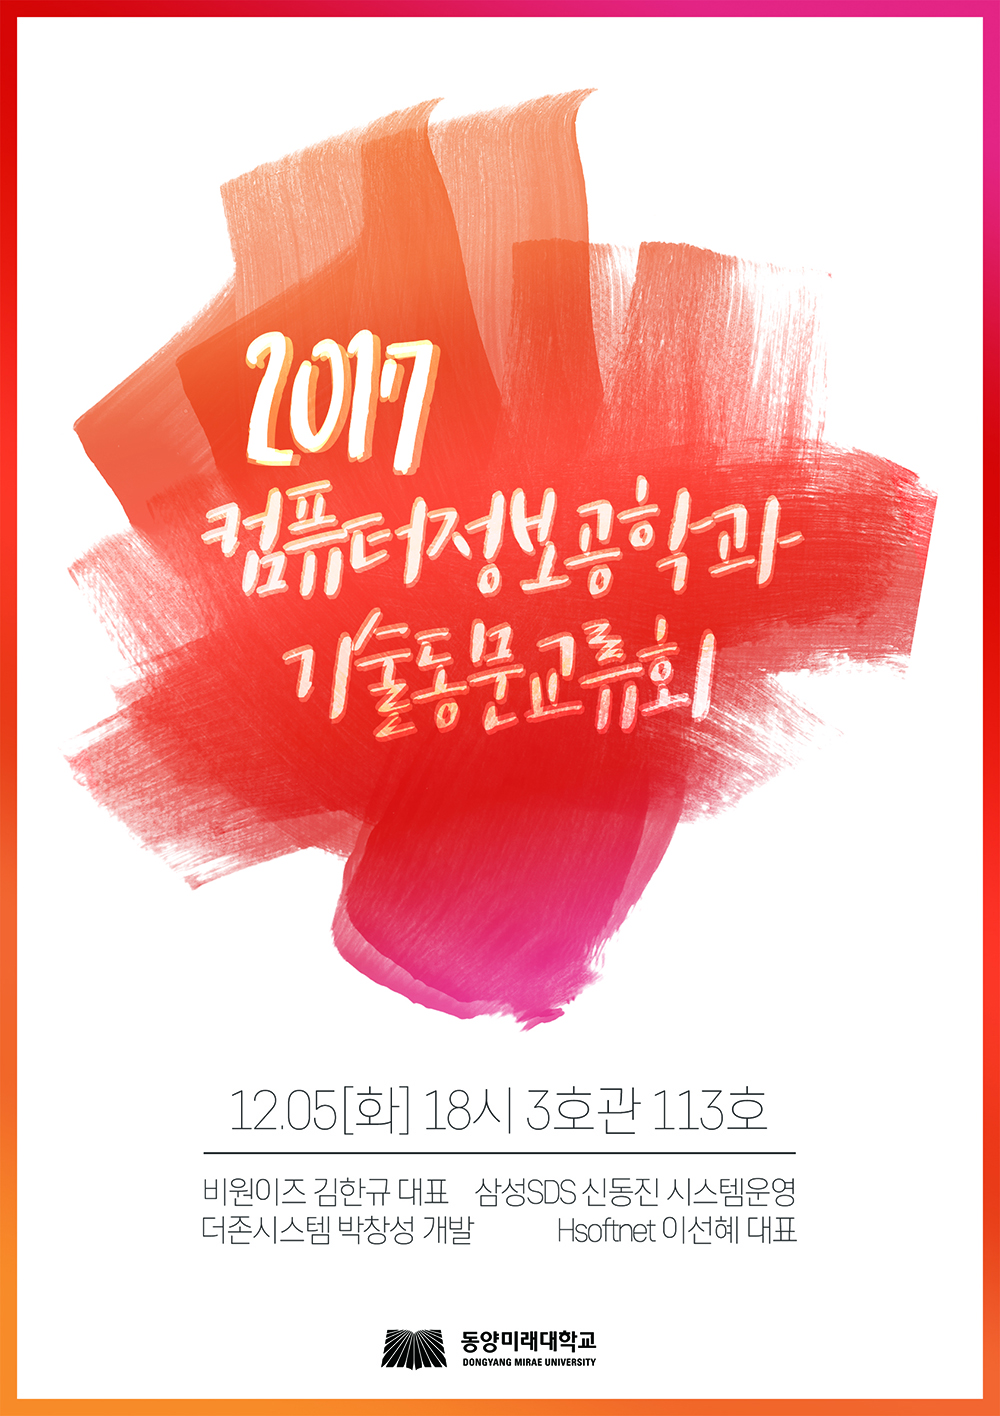 2017
컴퓨터정보공학과
기술동문교류회
12.05[화] 18시 3호관 113호
비원이즈 김한규 대표 삼성SDS 신동진 시스템운영
더존시스템 박창성 개발 Hsoftnet 이선혜 대표
동양미래대학교
DONGYANG MIRAE UNIVERSITY